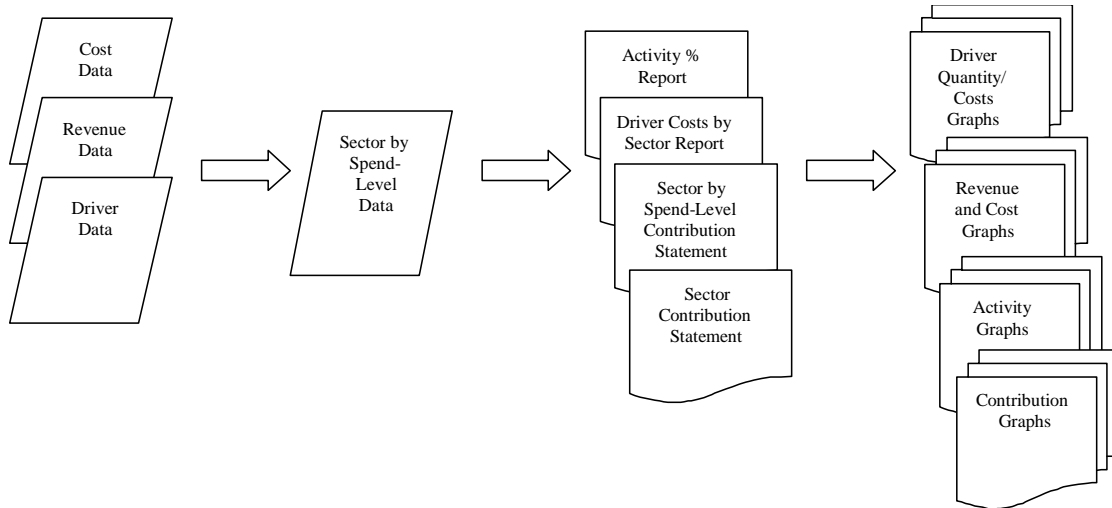 Cost
Data
Revenue
Data
Driver
Data
Sector by
Spend-
Level
Data
Activity %
Report
Driver Costs by
Sector Report
Sector by
Spend-Level
Contribution
Statement
Sector
Contribution
Statement
Driver
Quantity/
Costs
Graphs
Revenue
and Cost
Graphs
Activity
Graphs
Contribution
Graphs